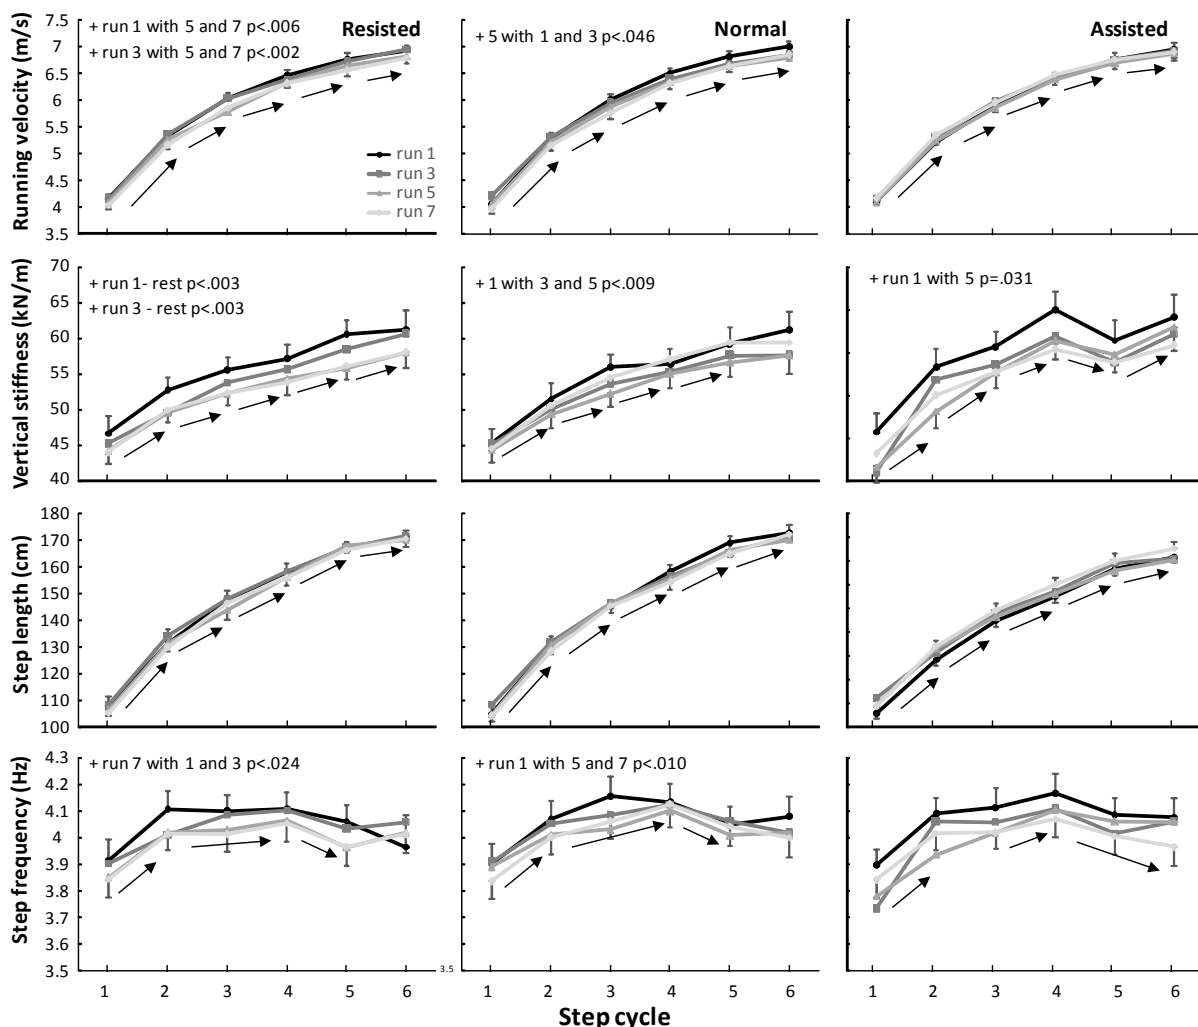 Running velocity (m/s)
7.5
7
6.5
6
5.5
5
4.5
4
3.5
+ run 1 with 5 and 7 p<.006
Resisted
+ run 3 with 5 and 7 p<.002
run 1
run 3
run 5
run 7
+ 5 with 1 and 3 p<.046
Normal
Assisted
Vertical stiffness (kN/m)
70
65
60
55
50
45
40
+ run 1- rest p<.003
+ run 3 - rest p<.003
+ 1 with 3 and 5 p<.009
+ run 1 with 5 p=.031
Step length (cm)
180
170
160
150
140
130
120
110
100
Step frequency (Hz)
4.3
4.2
4.1
4
3.9
3.8
3.7
3.6
3.5
+ run 7 with 1 and 3 p<.024
+ run 1 with 5 and 7 p<.010
3.5
1 2 3 4 5 6
1 2 3 4 5 6
1 2 3 4 5 6
Step cycle